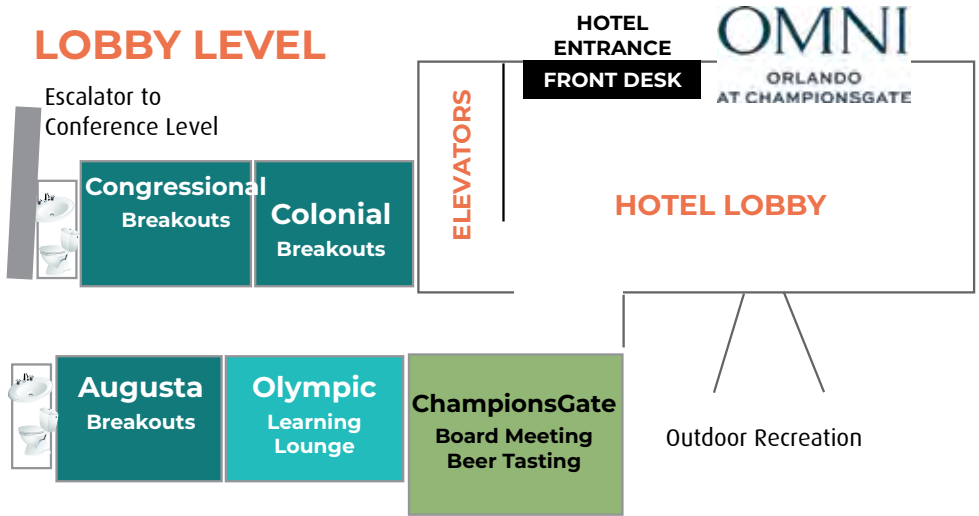 LOBBY LEVEL
Escalator to
Conference Level
HOTEL
ENTRANCE
FRONT DESK
OMNI
ORLANDO
AT CHAMPIONSGATE
ELEVATORS
HOTEL LOBBY
Congressional
Breakouts
Colonial
Breakouts
Augusta
Breakouts
Olympic
Learning
Lounge
ChampionsGate
Board Meeting
Beer Tasting
Outdoor Recreation